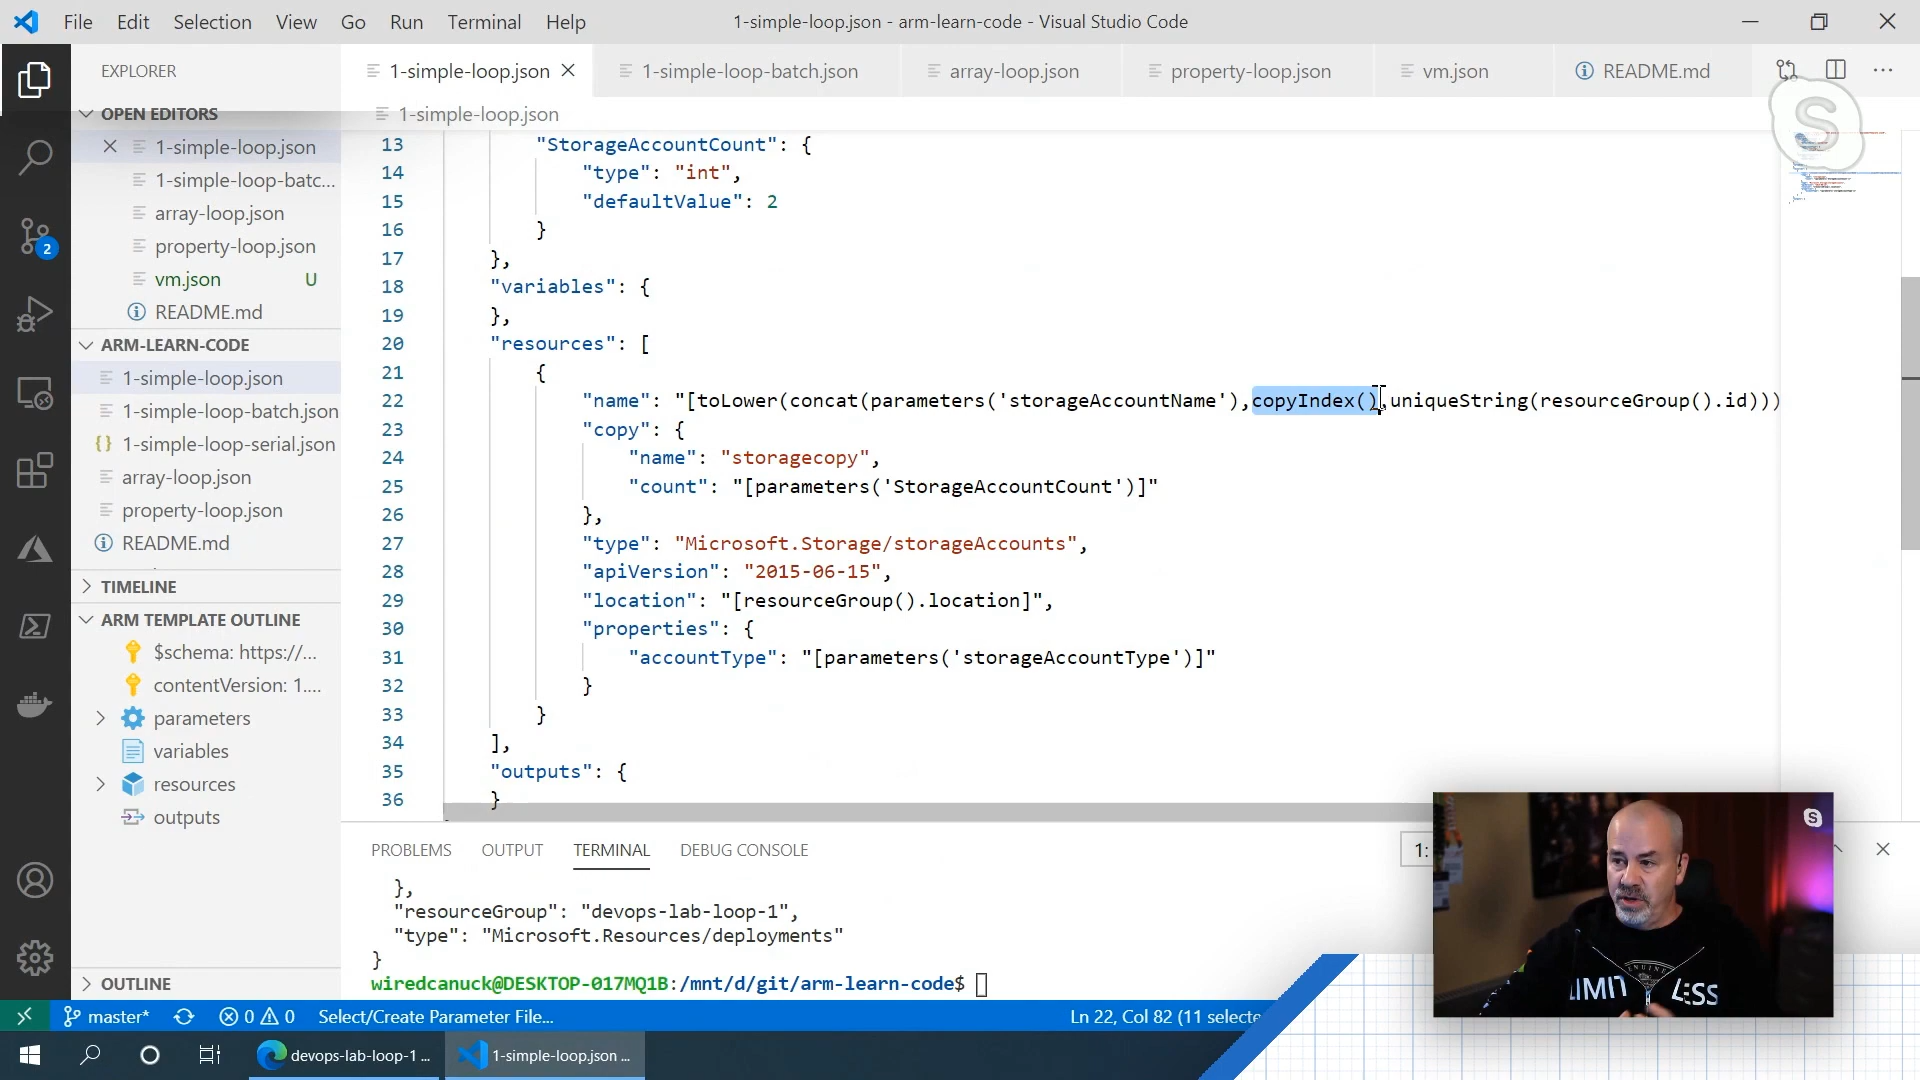 File Edit Selection View Go Run Terminal Help
1-simple-loop.json - arm-learn-code - Visual Studio Code
EXPLORER
OPEN EDITORS
1-simple-loop.json
1-simple-loop-batc...
array-loop.json
property-loop.json
vm.json U
README.md
ARM-LEARN-CODE
1-simple-loop.json
1-simple-loop-batch.json
1-simple-loop-serial.json
array-loop.json
property-loop.json
README.md
TIMELINE
ARM TEMPLATE OUTLINE
$schema: https://...
contentVersion: 1....
parameters
variables
resources
outputs
OUTLINE
2
1-simple-loop.json 1-simple-loop-batch.json array-loop.json property-loop.json vm.json README.md
1-simple-loop.json
13 "StorageAccountCount": {
14 "type": "int",
15 "defaultValue": 2
16 }
17 },
18 "variables": {
19 },
20 "resources": [
21 {
22 "name": "[toLower(concat(parameters('storageAccountName'),copyIndex(),uniqueString(resourceGroup().id)))
23 "copy": {
24 "name": "storagecopy",
25 "count": "[parameters('StorageAccountCount')]"
26 },
27 "type": "Microsoft.Storage/storageAccounts",
28 "apiVersion": "2015-06-15",
29 "location": "[resourceGroup().location]",
30 "properties": {
31 "accountType": "[parameters('storageAccountType')]"
32 }
33 }
34 ],
35 "outputs": {
36 }
PROBLEMS OUTPUT TERMINAL DEBUG CONSOLE
1:
},
"resourceGroup": "devops-lab-loop-1",
"type": "Microsoft.Resources/deployments"
}
wiredcanuck@DESKTOP-017MQ1B:/mnt/d/git/arm-learn-code$
S
S
GENUINE
LIMIT LESS
master* 0 0 Select/Create Parameter File...
Ln 22, Col 82 (11 selecte
devops-lab-loop-1 ... 1-simple-loop.json ...